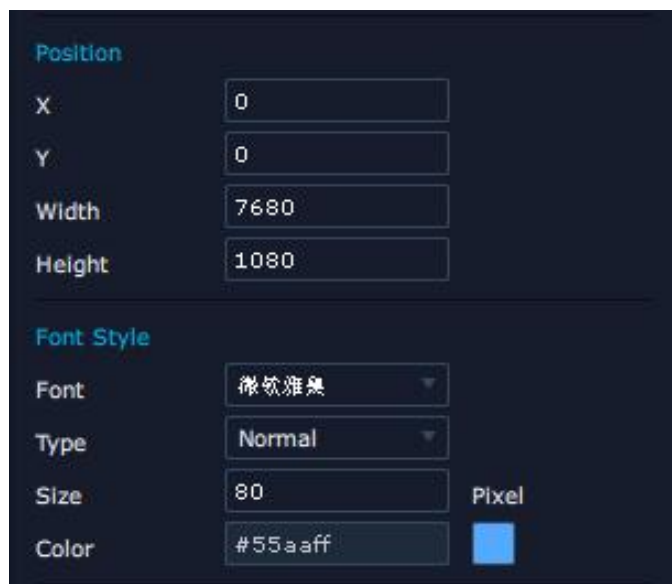 Position
X 0
Y 0
Width 7680
Height 1080
Font Style
Font 微软雅黑
Type Normal
Size 80 Pixel
Color #55aaff